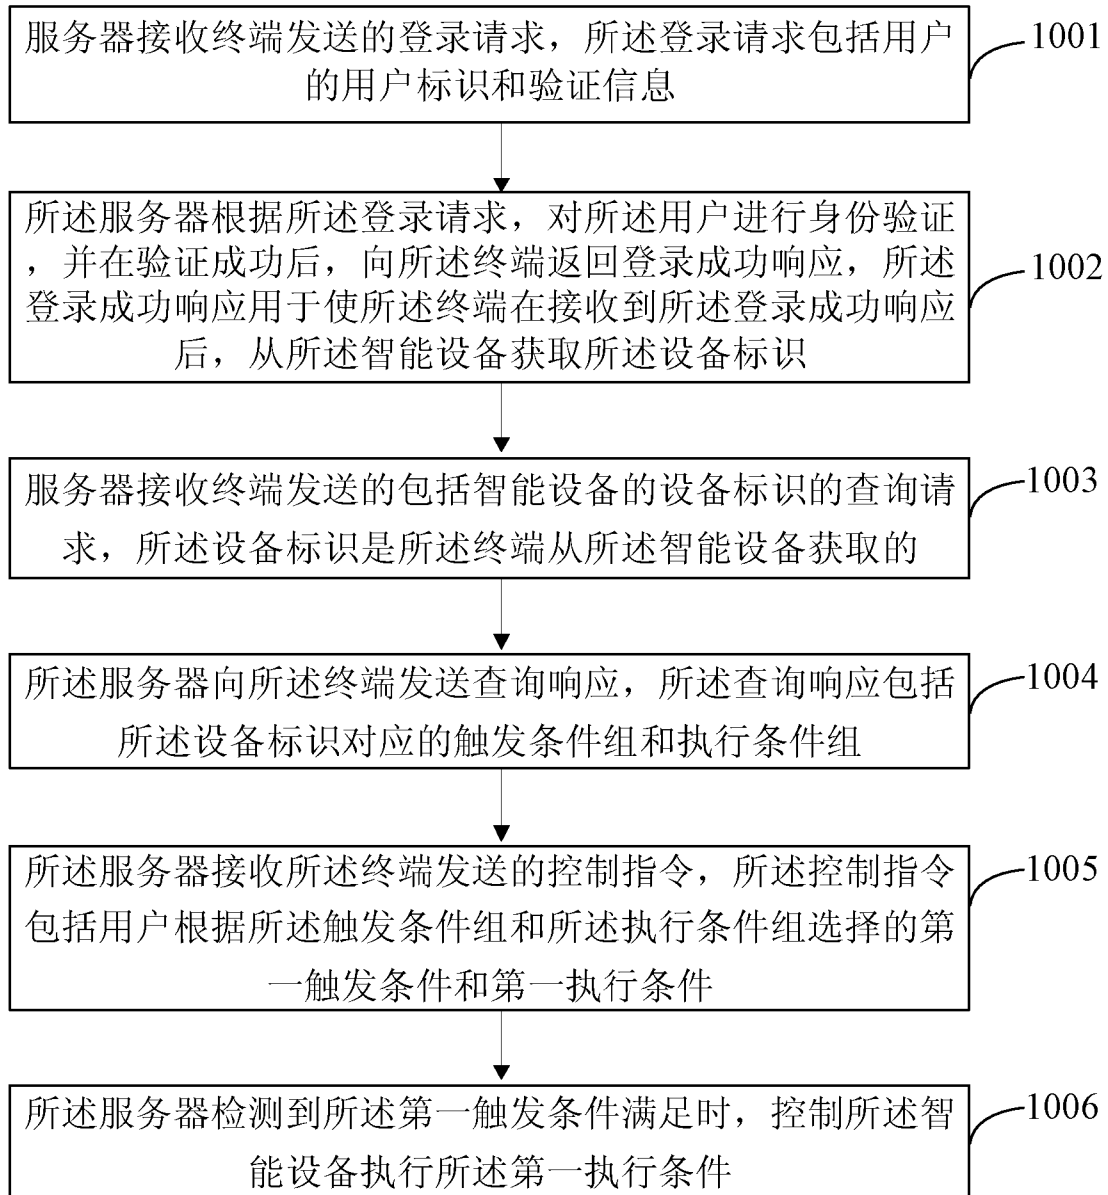 服务器接收终端发送的登录请求，所述登录请求包括用户
的用户标识和验证信息
1001
所述服务器根据所述登录请求，对所述用户进行身份验证
，并在验证成功后，向所述终端返回登录成功响应，所述
登录成功响应用于使所述终端在接收到所述登录成功响应
后，从所述智能设备获取所述设备标识
1002
服务器接收终端发送的包括智能设备的设备标识的查询请
求，所述设备标识是所述终端从所述智能设备获取的
1003
所述服务器向所述终端发送查询响应，所述查询响应包括
所述设备标识对应的触发条件组和执行条件组
1004
所述服务器接收所述终端发送的控制指令，所述控制指令
包括用户根据所述触发条件组和所述执行条件组选择的第
一触发条件和第一执行条件
1005
所述服务器检测到所述第一触发条件满足时，控制所述智
能设备执行所述第一执行条件
1006